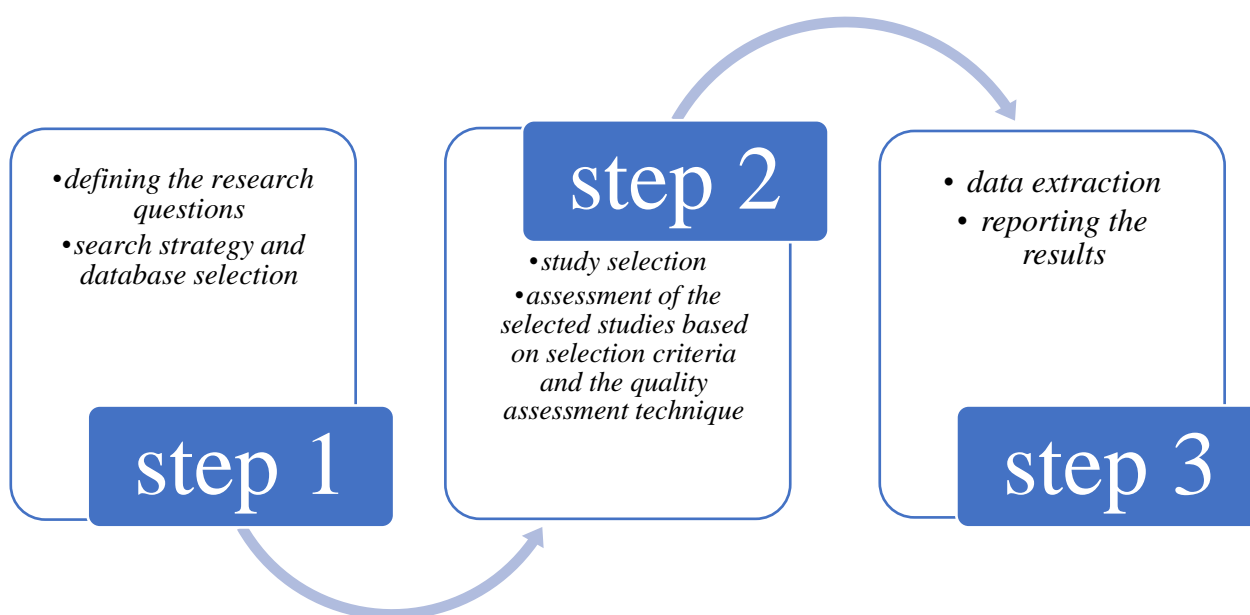 •defining the research
questions
•search strategy and
database selection
step 1
step 2
•study selection
•assessment of the
selected studies based
on selection criteria
and the quality
assessment technique
• data extraction
• reporting the
results
step 3